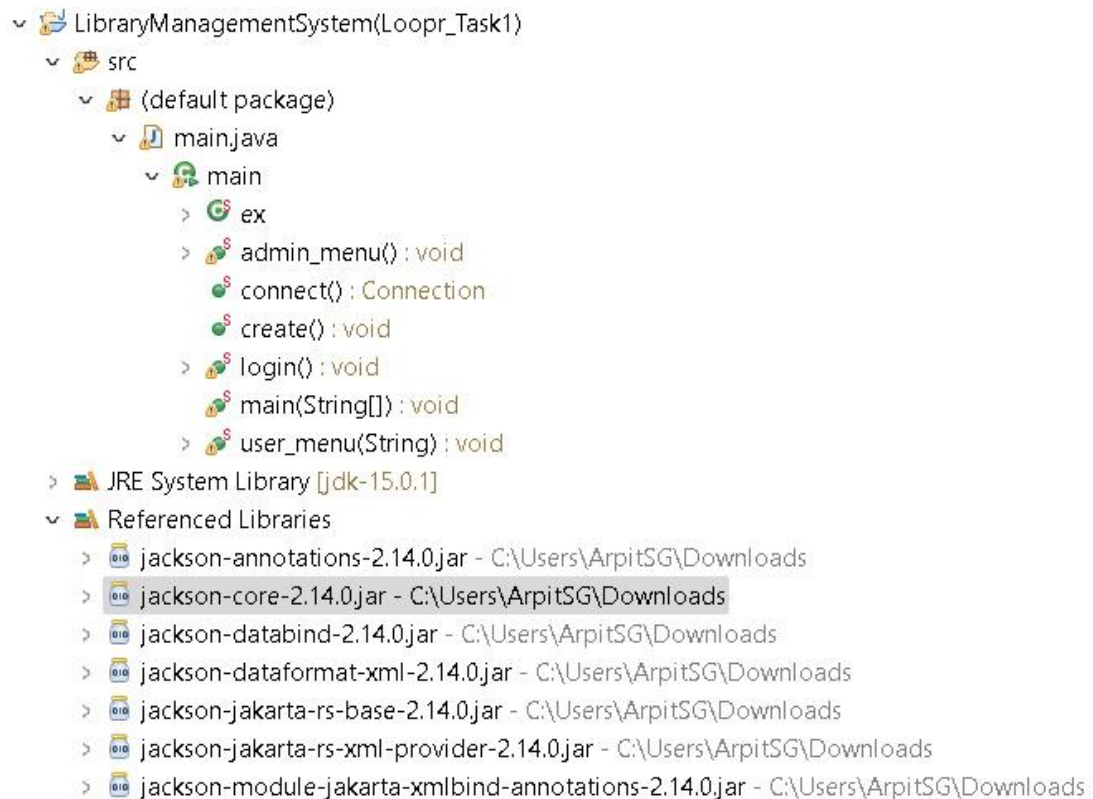 LibraryManagementSystem(Loopr_Task1)
src
(default package)
main.java
main
ex
admin_menu() : void
connect() : Connection
create() : void
login() : void
main(String[]) : void
user_menu(String) : void
JRE System Library [jdk-15.0.1]
Referenced Libraries
jackson-annotations-2.14.0.jar - C:\Users\ArpitSG\Downloads
jackson-core-2.14.0.jar - C:\Users\ArpitSG\Downloads
jackson-databind-2.14.0.jar - C:\Users\ArpitSG\Downloads
jackson-dataformat-xml-2.14.0.jar - C:\Users\ArpitSG\Downloads
jackson-jakarta-rs-base-2.14.0.jar - C:\Users\ArpitSG\Downloads
jackson-jakarta-rs-xml-provider-2.14.0.jar - C:\Users\ArpitSG\Downloads
jackson-module-jakarta-xmlbind-annotations-2.14.0.jar - C:\Users\ArpitSG\Downloads